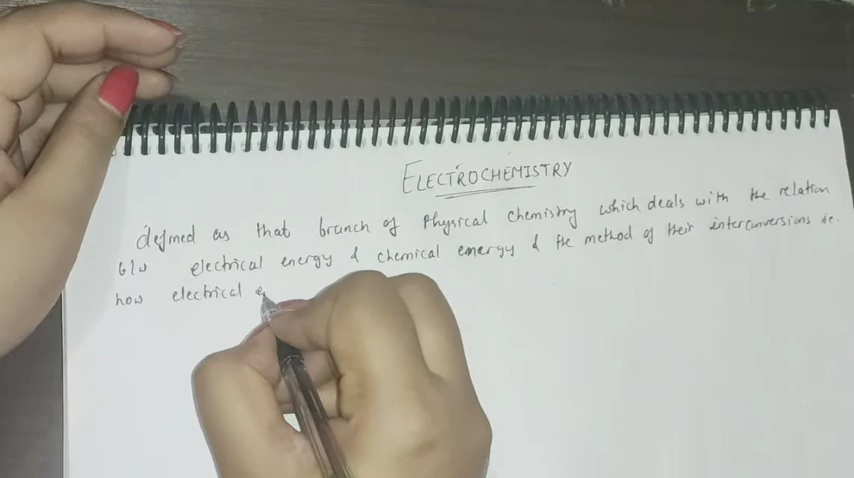 ELECTROCHEMISTRY
defined as that branch of Physical Chemistry which deals with the relation
b/w electrical energy & chemical energy & the method of their interconversions ie.
how electrical e